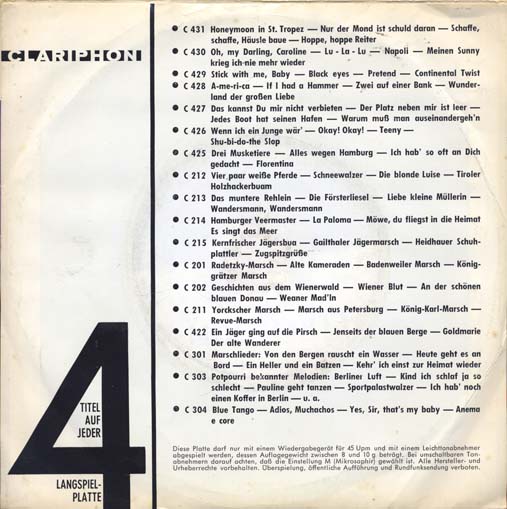 CLARIPHON
● C 431 Honeymoon in St. Tropez — Nur der Mond ist schuld daran — Schaffe,
schaffe, Häusle baue — Hoppe, hoppe Reiter
● C 430 Oh, my Darling, Caroline — Lu - La - Lu — Napoli — Meinen Sunny
krieg ich nie mehr wieder
● C 429 Stick with me, Baby — Black eyes — Pretend — Continental Twist
● C 428 A-me-ri-ca — If I had a Hammer — Zwei auf einer Bank — Wunder-
land der großen Liebe
● C 427 Das kannst Du mir nicht verbieten — Der Platz neben mir ist leer —
Jedes Boot hat seinen Hafen — Warum muß man auseinandergeh'n
● C 426 Wenn ich ein Junge wär' — Okay! Okay! — Teeny —
Shu-bi-do-the Slop
● C 425 Drei Musketiere — Alles wegen Hamburg — Ich hab' so oft an Dich
gedacht — Florentina
● C 212 Vier paar weiße Pferde — Schneewalzer — Die blonde Luise — Tiroler
Holzhackerbuam
● C 213 Das muntere Rehlein — Die Försterliesel — Liebe kleine Müllerin —
Wandersmann, Wandersmann
● C 214 Hamburger Veermaster — La Paloma — Möwe, du fliegst in die Heimat
Es singt das Meer
● C 215 Kernfrischer Jägersbua — Gailthaler Jägermarsch — Heidhauer Schuh-
plattler — Zugspitzgrüße
● C 201 Radetzky-Marsch — Alte Kameraden — Badenweiler Marsch — König-
grätzer Marsch
● C 202 Geschichten aus dem Wienerwald — Wiener Blut — An der schönen
blauen Donau — Weaner Mad'ln
● C 211 Yorckscher Marsch — Marsch aus Petersburg — König-Karl-Marsch —
Revue-Marsch
● C 422 Ein Jäger ging auf die Pirsch — Jenseits der blauen Berge — Goldmarie
Der alte Wanderer
● C 301 Marschlieder: Von den Bergen rauscht ein Wasser — Heute geht es an
Bord — Ein Heller und ein Batzen — Kehr' ich einst zur Heimat wieder
● C 303 Potpourri bekannter Melodien: Berliner Luft — Kind ich schlaf ja so
schlecht — Pauline geht tanzen — Sportpalastwalzer — Ich hab' noch
einen Koffer in Berlin — u. a.
● C 304 Blue Tango — Adios, Muchachos — Yes, Sir, that's my baby — Anema
e core
4
TITEL
AUF
JEDER
LANGSPIEL-
PLATTE
Diese Platte darf nur mit einem Wiedergabegerät für 45 Upm und mit einem Leichttonabnehmer
abgespielt werden, dessen Auflagegewicht zwischen 8 und 10 g beträgt. Bei umschaltbaren Ton-
abnehmern darauf achten, daß die Einstellung M (Mikrosaphir) gewählt ist. Alle Hersteller- und
Urheberrechte vorbehalten. Überspielung, öffentliche Aufführung und Rundfunksendung verboten.